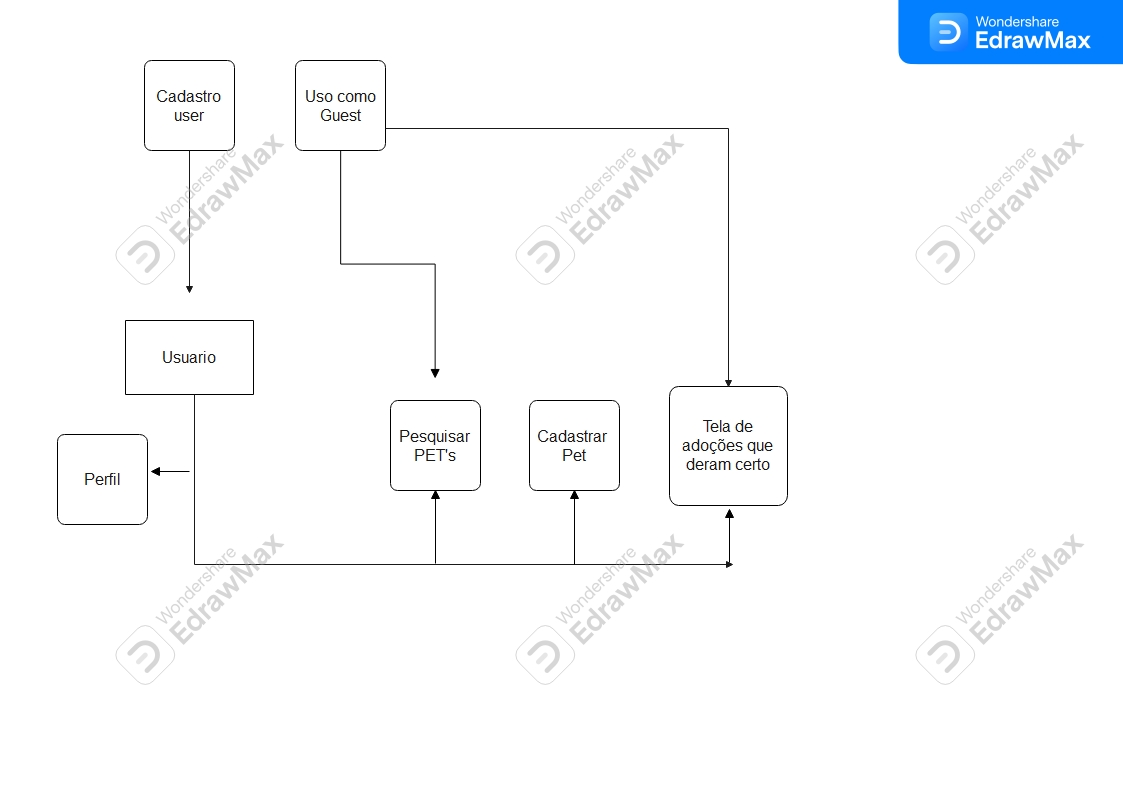 Wondershare
EdrawMax
Cadastro
user
Uso como
Guest
Wondershare
EdrawMax
Wondershare
EdrawMax
Wondershare
EdrawMax
Usuario
Perfil
Pesquisar
PET's
Cadastrar
Pet
Tela de
adoções que
deram certo
Wondershare
EdrawMax
Wondershare
EdrawMax
Wondershare
EdrawMax